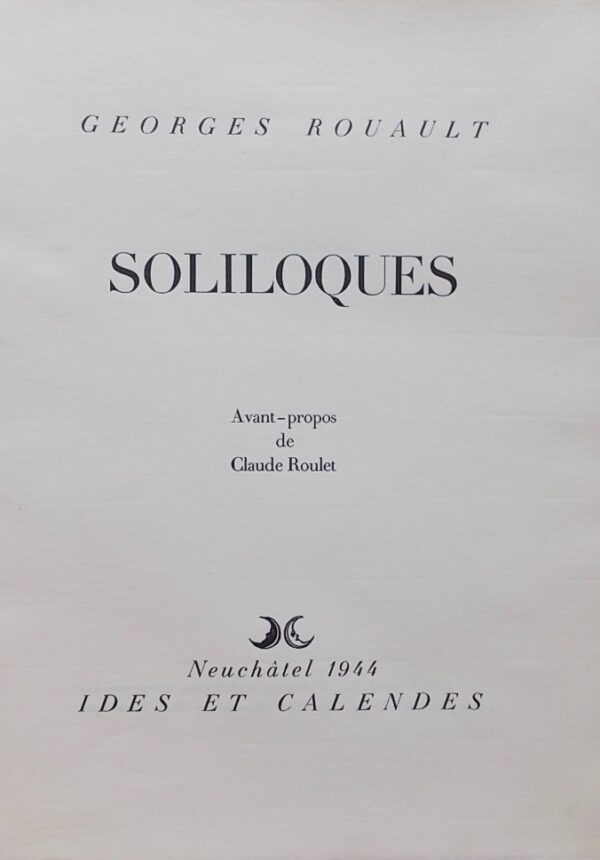 GEORGES ROUAULT
SOLILOQUES
Avant-propos
de
Claude Roulet
Neuchâtel 1944
IDES ET CALENDES